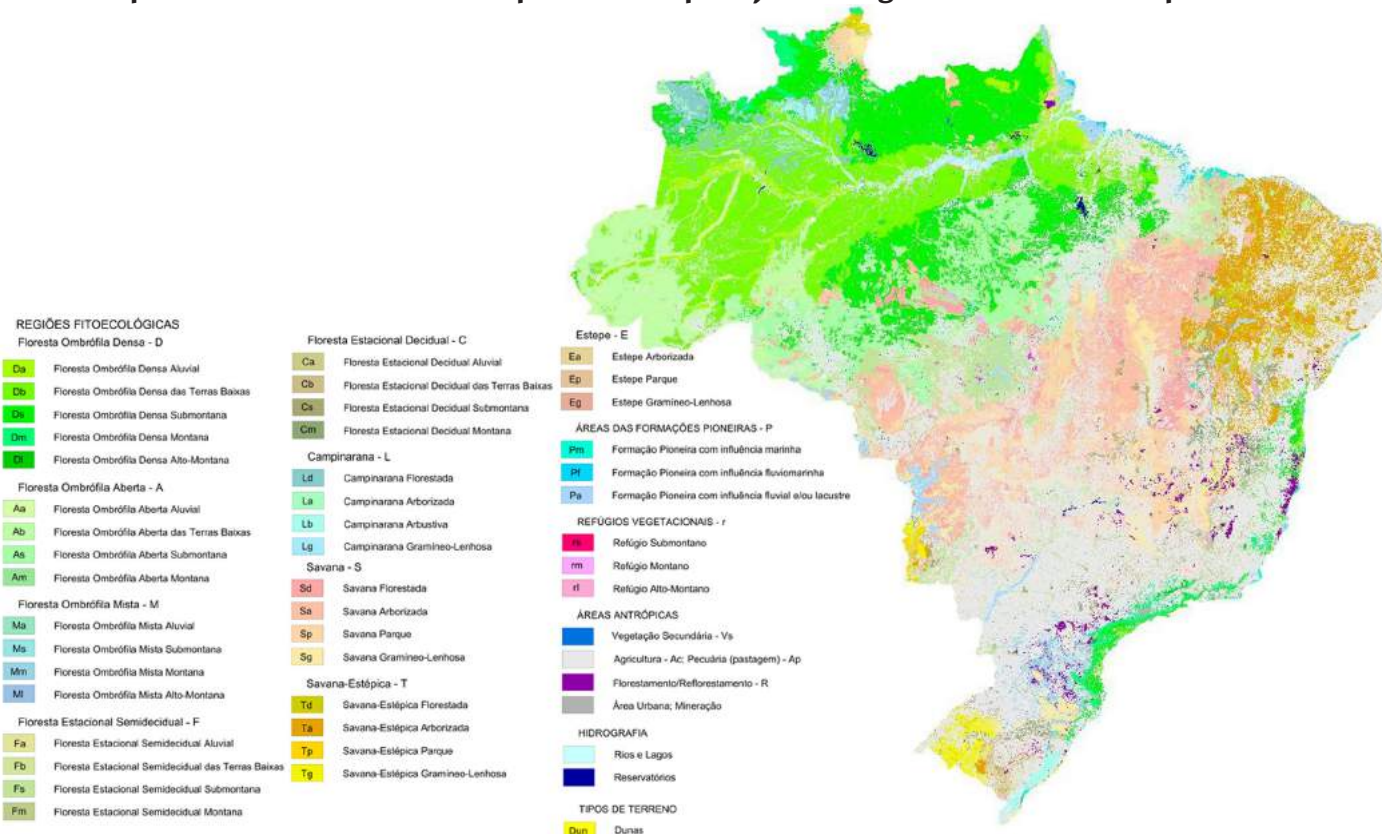 REGIÕES FITOECOLÓGICAS
Floresta Ombrófila Densa - D
Da Floresta Ombrófila Densa Aluvial
Db Floresta Ombrófila Densa das Terras Baixas
Ds Floresta Ombrófila Densa Submontana
Dm Floresta Ombrófila Densa Montana
Dl Floresta Ombrófila Densa Alto-Montana
Floresta Ombrófila Aberta - A
Aa Floresta Ombrófila Aberta Aluvial
Ab Floresta Ombrófila Aberta das Terras Baixas
As Floresta Ombrófila Aberta Submontana
Am Floresta Ombrófila Aberta Montana
Floresta Ombrófila Mista - M
Ma Floresta Ombrófila Mista Aluvial
Ms Floresta Ombrófila Mista Submontana
Mm Floresta Ombrófila Mista Montana
Ml Floresta Ombrófila Mista Alto-Montana
Floresta Estacional Semidecidual - F
Fa Floresta Estacional Semidecidual Aluvial
Fb Floresta Estacional Semidecidual das Terras Baixas
Fs Floresta Estacional Semidecidual Submontana
Fm Floresta Estacional Semidecidual Montana
Floresta Estacional Decidual - C
Ca Floresta Estacional Decidual Aluvial
Cb Floresta Estacional Decidual das Terras Baixas
Cs Floresta Estacional Decidual Submontana
Cm Floresta Estacional Decidual Montana
Campinarana - L
Ld Campinarana Florestada
La Campinarana Arborizada
Lb Campinarana Arbustiva
Lg Campinarana Gramíneo-Lenhosa
Savana - S
Sd Savana Florestada
Sa Savana Arborizada
Sp Savana Parque
Sg Savana Gramíneo-Lenhosa
Savana-Estépica - T
Td Savana-Estépica Florestada
Ta Savana-Estépica Arborizada
Tp Savana-Estépica Parque
Tg Savana-Estépica Gramíneo-Lenhosa
Estepe - E
Ea Estepe Arborizada
Ep Estepe Parque
Eg Estepe Gramíneo-Lenhosa
ÁREAS DAS FORMAÇÕES PIONEIRAS - P
Pm Formação Pioneira com influência marinha
Pf Formação Pioneira com influência fluviomarinha
Pa Formação Pioneira com influência fluvial e/ou lacustre
REFÚGIOS VEGETACIONAIS - r
rs Refúgio Submontano
rm Refúgio Montano
rl Refúgio Alto-Montano
ÁREAS ANTRÓPICAS
Vegetação Secundária - Vs
Agricultura - Ac; Pecuária (pastagem) - Ap
Florestamento/Reflorestamento - R
Área Urbana; Mineração
HIDROGRAFIA
Rios e Lagos
Reservatórios
TIPOS DE TERRENO
Dun Dunas